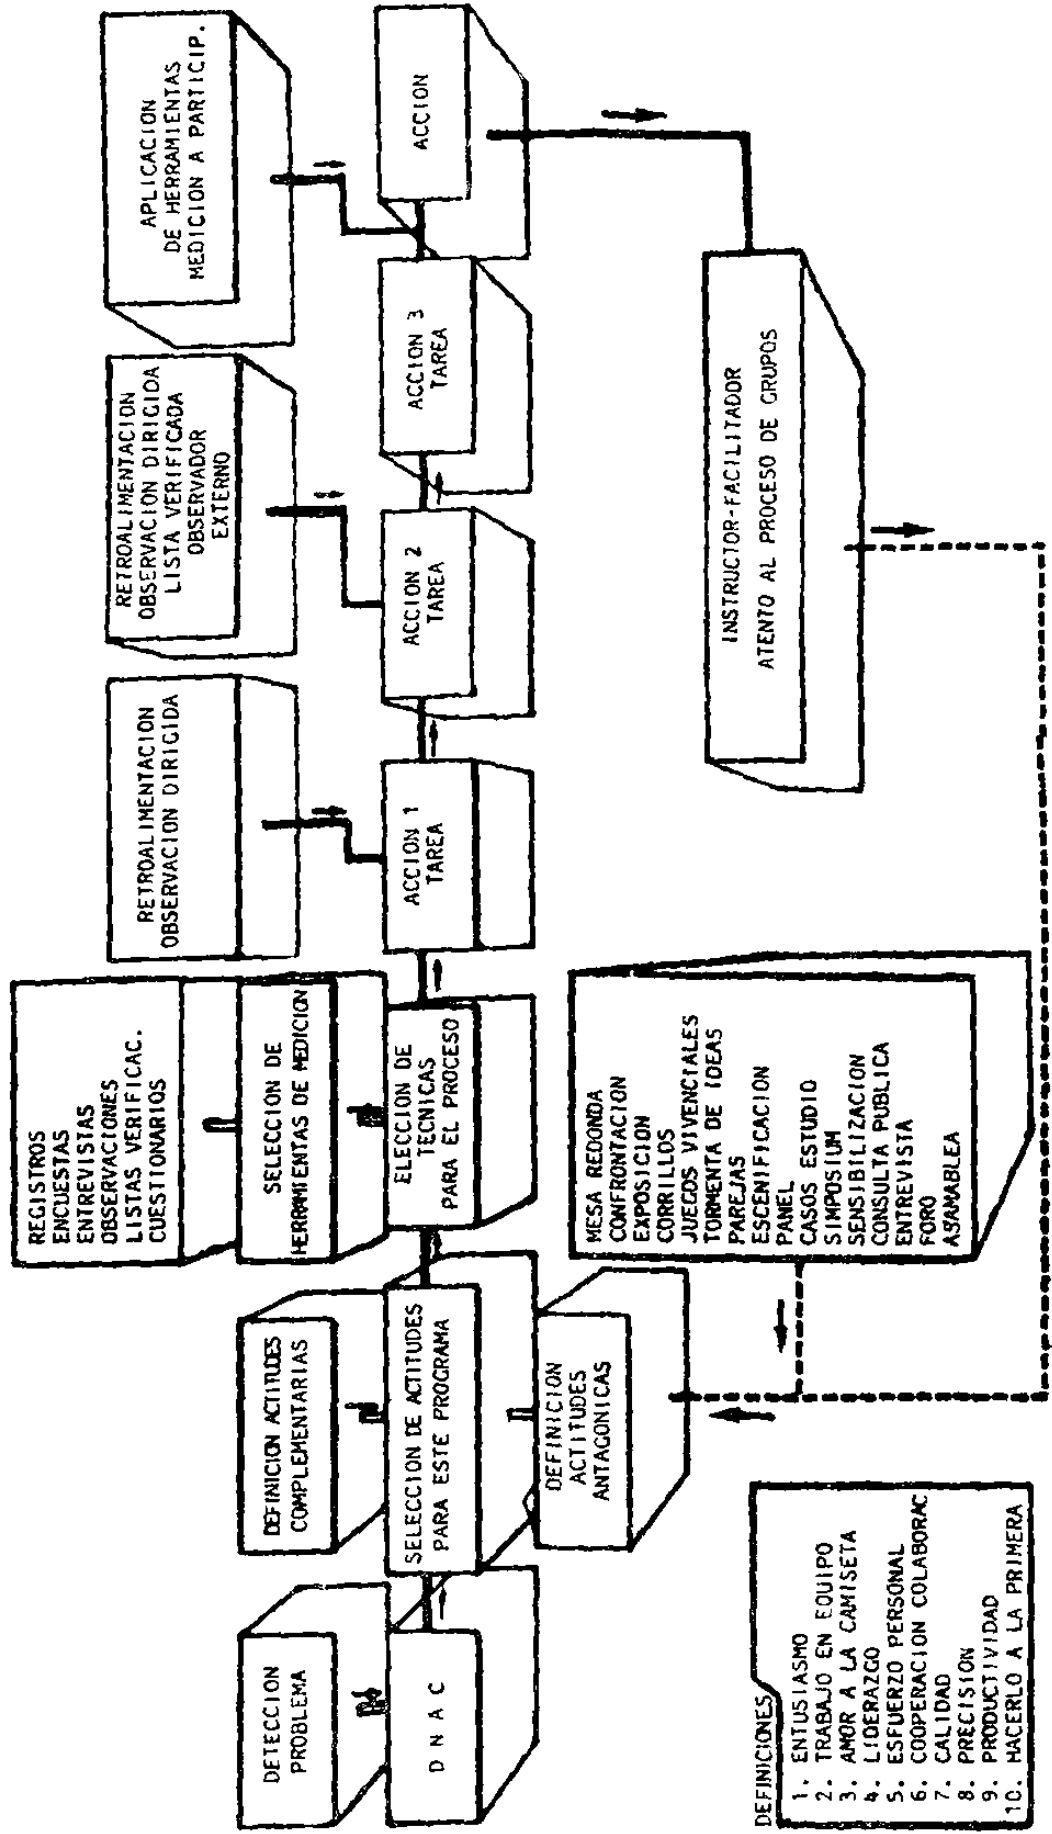 DETECCION
PROBLEMA
D N A C
DEFINICION ACTITUDES
COMPLEMENTARIAS
SELECCION DE ACTITUDES
PARA ESTE PROGRAMA
DEFINICION
ACTITUDES
ANTAGONICAS
REGISTROS
ENCUESTAS
ENTREVISTAS
OBSERVACIONES
LISTAS VERIFICAC.
CUESTIONARIOS
SELECCION DE
HERRAMIENTAS DE MEDICION
ELECCION DE
TECNICAS
PARA EL PROCESO
RETROALIMENTACION
OBSERVACION DIRIGIDA
ACCION 1
TAREA
RETROALIMENTACION
OBSERVACION DIRIGIDA
LISTA VERIFICADA
OBSERVADOR
EXTERNO
ACCION 2
TAREA
ACCION 3
TAREA
APLICACION
DE HERRAMIENTAS
MEDICION A PARTICIP.
ACCION
INSTRUCTOR-FACILITADOR
ATENTO AL PROCESO DE GRUPOS
MESA REDONDA
CONFRONTACION
EXPOSICION
CORRILLOS
JUEGOS VIVENCIALES
TORMENTA DE IDEAS
PAREJAS
ESCENIFICACION
PANEL
CASOS ESTUDIO
SIMPOSIUM
SENSIBILIZACION
CONSULTA PUBLICA
ENTREVISTA
FORO
ASAMABLEA
DEFINICIONES
1. ENTUSIASMO
2. TRABAJO EN EQUIPO
3. AMOR A LA CAMISETA
4. LIDERAZGO
5. ESFUERZO PERSONAL
6. COOPERACION COLABORAC
7. CALIDAD
8. PRECISION
9. PRODUCTIVIDAD
10. HACERLO A LA PRIMERA